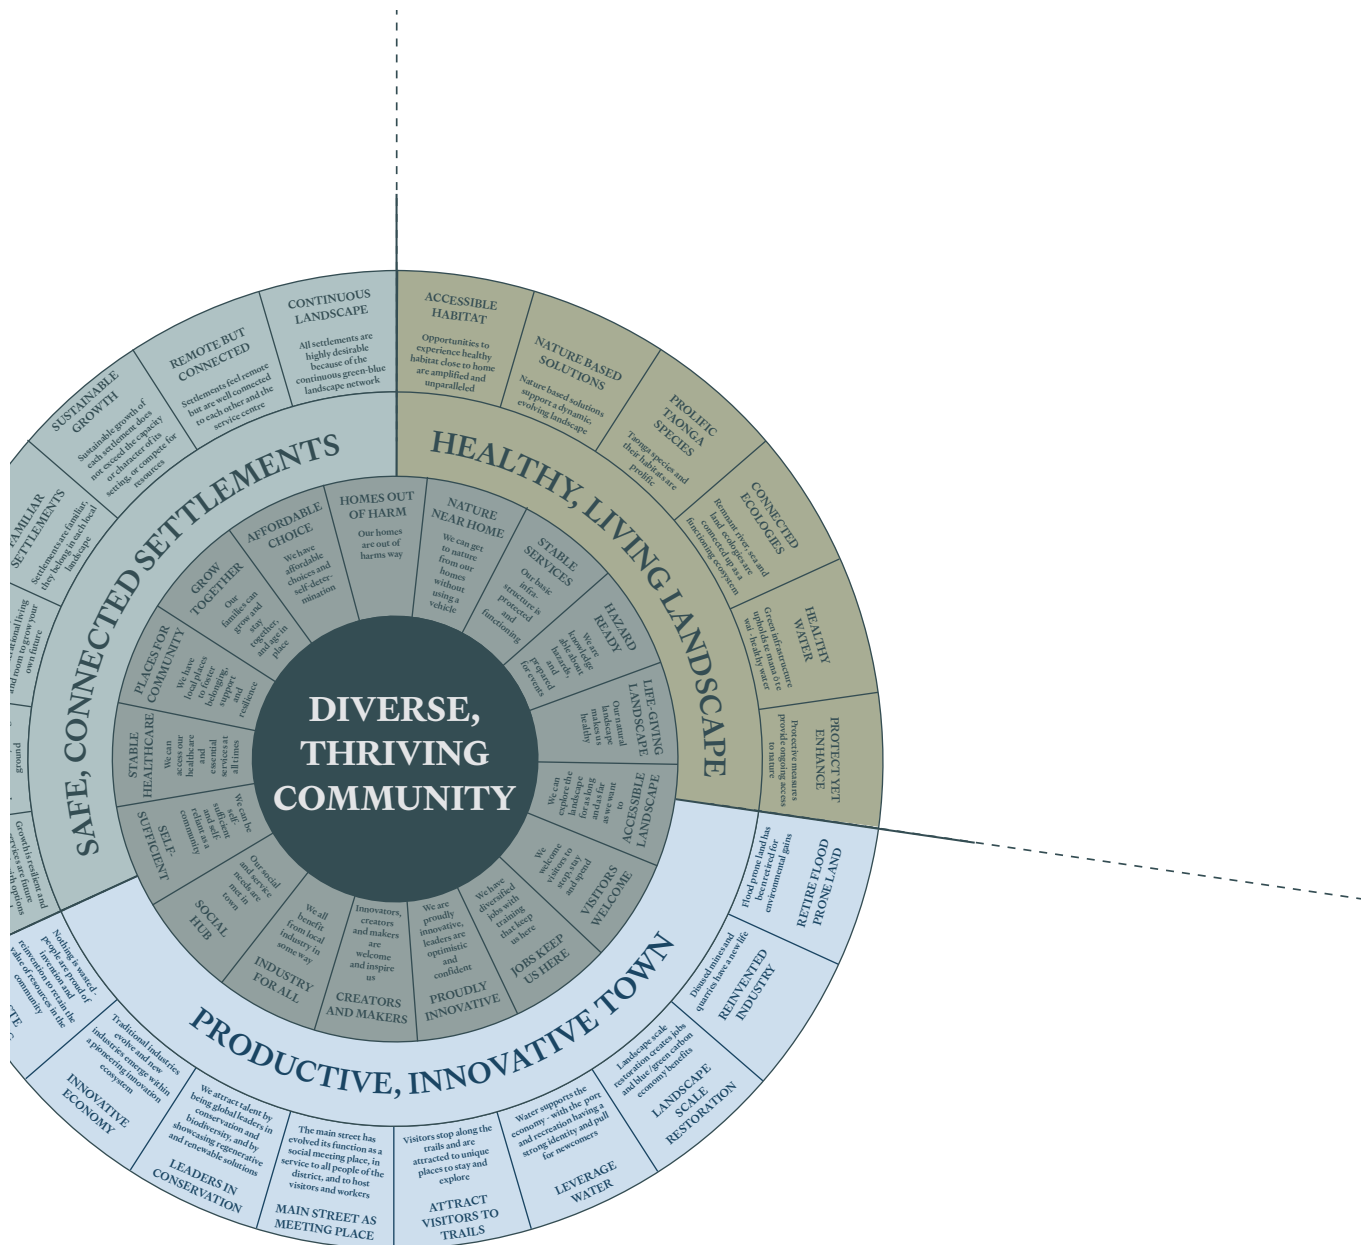 DIVERSE,
THRIVING
COMMUNITY
HEALTHY, LIVING LANDSCAPE
ACCESSIBLE
HABITAT
Opportunities to
experience healthy
habitat close to home
are amplified and
unparalleled
NATURE BASED
SOLUTIONS
Nature based solutions
support a dynamic,
evolving landscape
PROLIFIC
TAONGA
SPECIES
Taonga species and
their habitats are
prolific
CONNECTED
ECOLOGIES
Remnant river, sea and
land ecologies are
connected up as a
functioning ecosystem
HEALTHY
WATER
Green infrastructure
upholds te mana ō te
wai - healthy water
PROTECT YET
ENHANCE
Protective measures
provide ongoing access
to nature
PRODUCTIVE, INNOVATIVE TOWN
RETIRE FLOOD
PRONE LAND
Flood prone land has
been retired for
environmental gains
REINVENTED
INDUSTRY
Disused mines and
quarries have a new life
LANDSCAPE
SCALE
RESTORATION
Landscape scale
restoration creates jobs
and blue/green carbon
economy benefits
LEVERAGE
WATER
Water supports the
economy - with the port
and recreation having a
strong identity and pull
for newcomers
ATTRACT
VISITORS TO
TRAILS
Visitors stop along the
trails and are
attracted to unique
places to stay and
explore
MAIN STREET AS
MEETING PLACE
The main street has
evolved its function as a
social meeting place, in
service to all people of the
district, and to host
visitors and workers
LEADERS IN
CONSERVATION
We attract talent by
being global leaders in
conservation and
biodiversity, and by
showcasing regenerative
and renewable solutions
INNOVATIVE
ECONOMY
Traditional industries
evolve and new
industries emerge within
a pioneering innovation
ecosystem
Nothing is wasted -
people are proud of
invention and
reinvention to retain the
value of resources in the
community
SAFE, CONNECTED SETTLEMENTS
Growth is resilient and
ground
and room to grow your
own future
FAMILIAR
SETTLEMENTS
Settlements are familiar,
they belong in each local
landscape
SUSTAINABLE
GROWTH
Sustainable growth of
each settlement does
not exceed the capacity
or character of its
setting, or compete for
resources
REMOTE BUT
CONNECTED
Settlements feel remote
but are well connected
to each other and the
service centre
CONTINUOUS
LANDSCAPE
All settlements are
highly desirable
because of the
continuous green-blue
landscape network
HOMES OUT
OF HARM
Our homes
are out of
harms way
NATURE
NEAR HOME
We can get
to nature
from our
homes
without
using a
vehicle
STABLE
SERVICES
Our basic
infra-
structure is
protected
and
functioning
HAZARD
READY
We are
knowledge
able about
hazards,
and
prepared
for events
LIFE-GIVING
LANDSCAPE
Our natural
landscape
makes us
healthy
ACCESSIBLE
LANDSCAPE
We can
explore the
landscape
for as long
and as far
as we want
to
VISITORS
WELCOME
We
welcome
visitors to
stop, stay
and spend
JOBS KEEP
US HERE
We have
diversified
jobs with
training
that keep
us here
PROUDLY
INNOVATIVE
We are
proudly
innovative,
leaders are
optimistic
and
confident
CREATORS
AND MAKERS
Innovators,
creators
and makers
are
welcome
and inspire
us
INDUSTRY
FOR ALL
We all
benefit
from local
industry in
some way
SOCIAL
HUB
Our social
and service
needs are
met in
town
SELF-
SUFFICIENT
We can be
self-
sufficient
and self-
reliant as a
community
STABLE
HEALTHCARE
We can
access our
healthcare
and
essential
services at
all times
PLACES FOR
COMMUNITY
We have
local places
to foster
belonging,
support
and
resilience
GROW
TOGETHER
Our
families can
grow and
stay
together,
and age in
place
AFFORDABLE
CHOICE
We have
affordable
choices and
self-deter-
mination